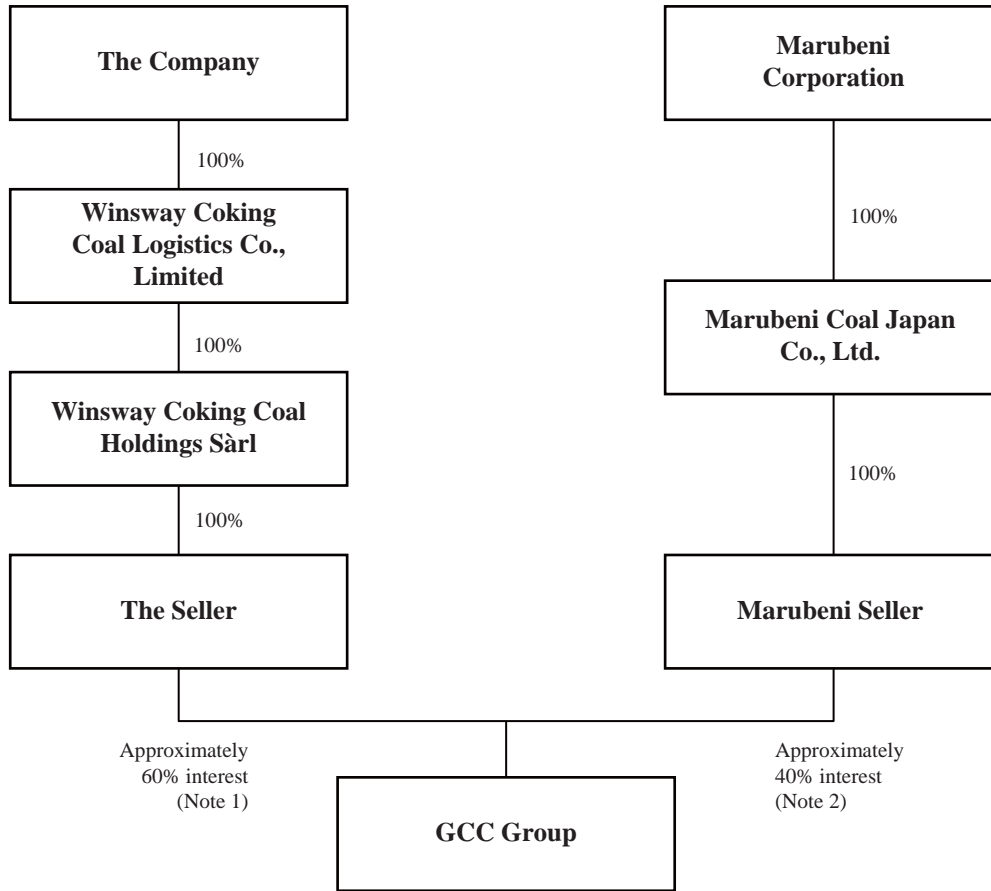 The Company
Marubeni
Corporation
100%
Winsway Coking
Coal Logistics Co.,
Limited
100%
100%
Marubeni Coal Japan
Co., Ltd.
Winsway Coking Coal
Holdings Sàrl
100%
100%
The Seller
Marubeni Seller
Approximately
60% interest
(Note 1)
Approximately
40% interest
(Note 2)
GCC Group